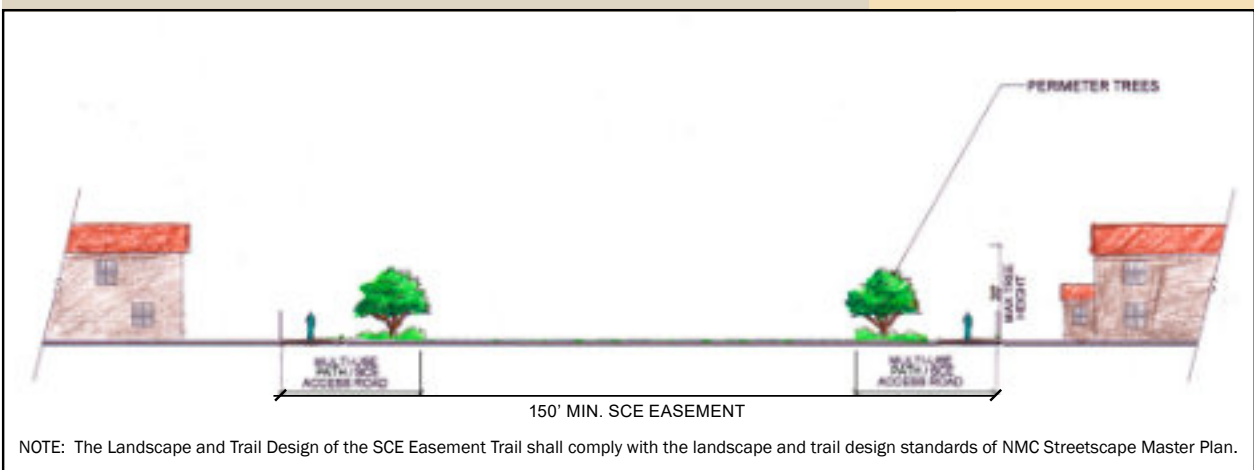 PERIMETER TREES
MAX TREE
HEIGHT
MULTI-USE
PATH / SCE
ACCESS ROAD
MULTI-USE
PATH / SCE
ACCESS ROAD
150' MIN. SCE EASEMENT
NOTE: The Landscape and Trail Design of the SCE Easement Trail shall comply with the landscape and trail design standards of NMC Streetscape Master Plan.